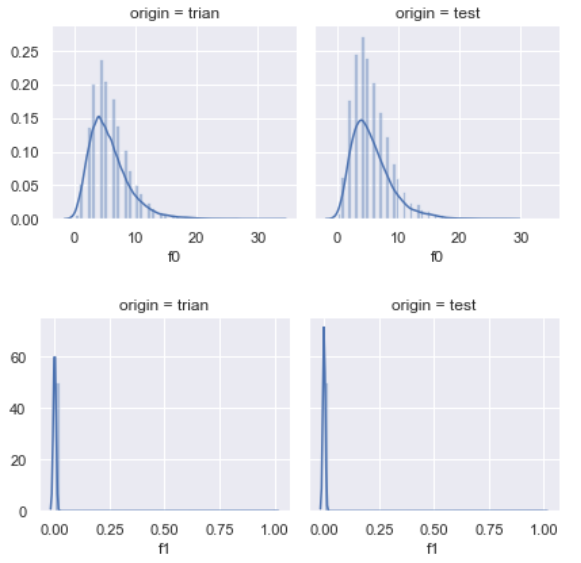 origin = trian
origin = test
0.25
0.20
0.15
0.10
0.05
0.00
0 10 20 30
0 10 20 30
f0
f0
origin = trian
origin = test
60
40
20
0
0.00 0.25 0.50 0.75 1.00
0.00 0.25 0.50 0.75 1.00
f1
f1